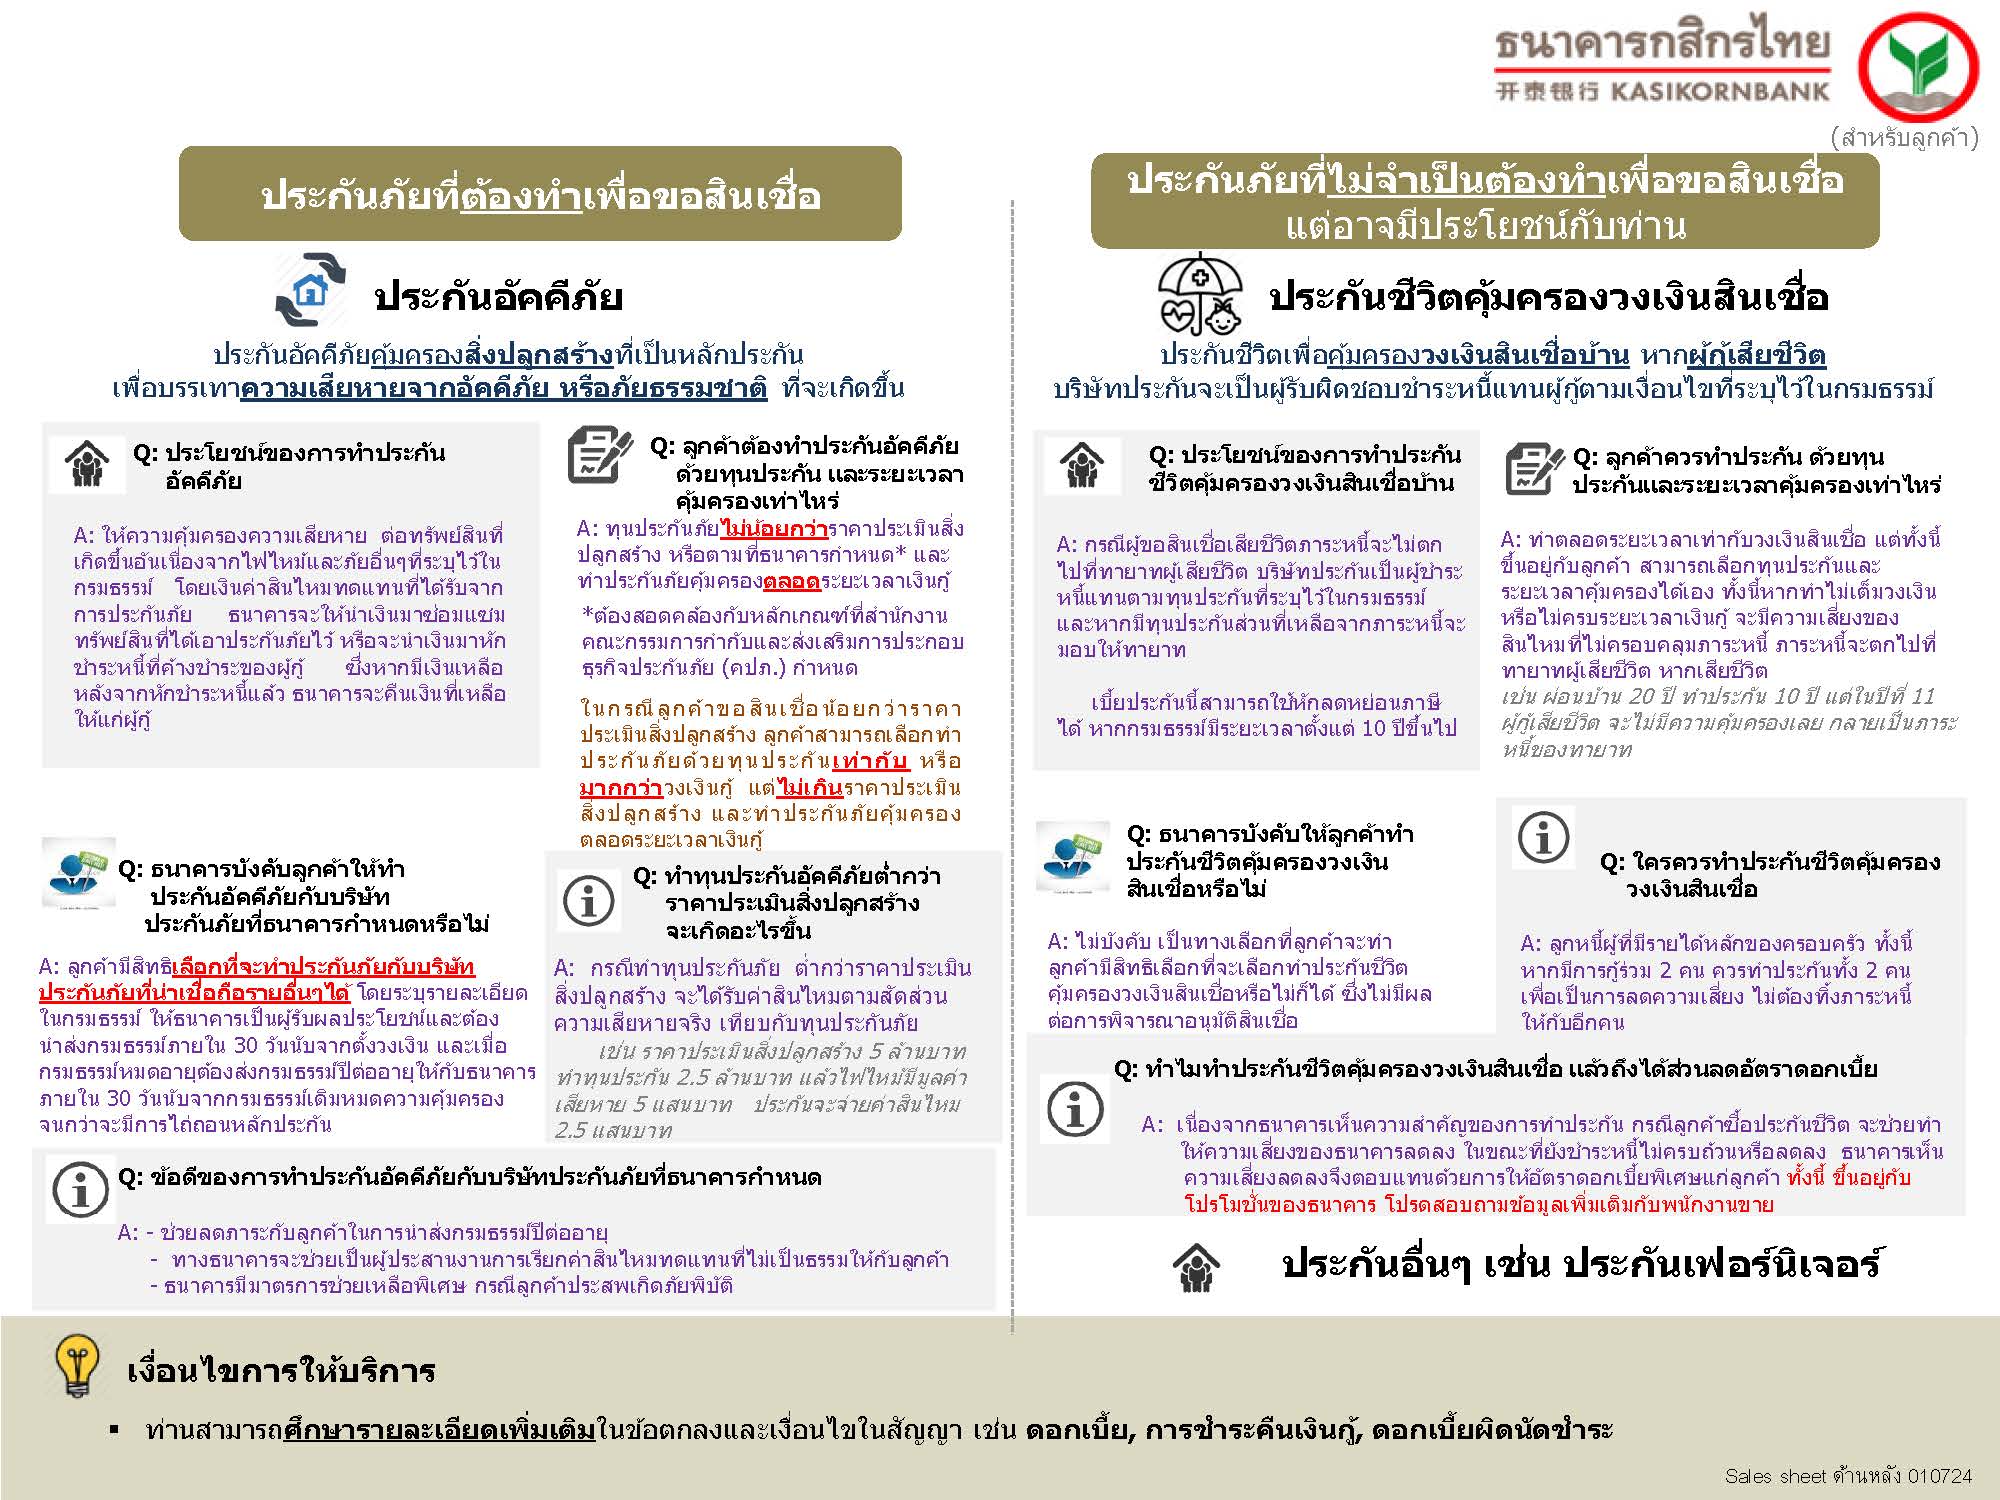 ธนาคารกสิกรไทย
开泰银行 KASIKORNBANK
(สำหรับลูกค้า)
ประกันภัยที่ต้องทำเพื่อขอสินเชื่อ
ประกันอัคคีภัย
ประกันอัคคีภัยคุ้มครองสิ่งปลูกสร้างที่เป็นหลักประกัน
เพื่อบรรเทาความเสียหายจากอัคคีภัย หรือภัยธรรมชาติ ที่จะเกิดขึ้น
Q: ประโยชน์ของการทำประกัน
อัคคีภัย
A: ให้ความคุ้มครองความเสียหาย ต่อทรัพย์สินที่
เกิดขึ้นอันเนื่องจากไฟไหม้และภัยอื่นๆที่ระบุไว้ใน
กรมธรรม์ โดยเงินค่าสินไหมทดแทนที่ได้รับจาก
การประกันภัย ธนาคารจะให้นำเงินมาซ่อมแซม
ทรัพย์สินที่ได้เอาประกันภัยไว้ หรือจะนำเงินมาหัก
ชำระหนี้ที่ค้างชำระของผู้กู้ ซึ่งหากมีเงินเหลือ
หลังจากหักชำระหนี้แล้ว ธนาคารจะคืนเงินที่เหลือ
ให้แก่ผู้กู้
Q: ลูกค้าต้องทำประกันอัคคีภัย
ด้วยทุนประกัน และระยะเวลา
คุ้มครองเท่าไหร่
A: ทุนประกันภัยไม่น้อยกว่าราคาประเมินสิ่ง
ปลูกสร้าง หรือตามที่ธนาคารกำหนด* และ
ทำประกันภัยคุ้มครองตลอดระยะเวลาเงินกู้
*ต้องสอดคล้องกับหลักเกณฑ์ที่สำนักงาน
คณะกรรมการกำกับและส่งเสริมการประกอบ
ธุรกิจประกันภัย (คปภ.) กำหนด
ในกรณีลูกค้าขอสินเชื่อน้อยกว่าราคา
ประเมินสิ่งปลูกสร้าง ลูกค้าสามารถเลือกทำ
ประกันภัยด้วยทุนประกันเท่ากับ หรือ
มากกว่าวงเงินกู้ แต่ไม่เกินราคาประเมิน
สิ่งปลูกสร้าง และทำประกันภัยคุ้มครอง
ตลอดระยะเวลาเงินกู้
Q: ธนาคารบังคับลูกค้าให้ทำ
ประกันอัคคีภัยกับบริษัท
ประกันภัยที่ธนาคารกำหนดหรือไม่
A: ลูกค้ามีสิทธิเลือกที่จะทำประกันภัยกับบริษัท
ประกันภัยที่น่าเชื่อถือรายอื่นๆได้ โดยระบุรายละเอียด
ในกรมธรรม์ ให้ธนาคารเป็นผู้รับผลประโยชน์และต้อง
นำส่งกรมธรรม์ภายใน 30 วันนับจากตั้งวงเงิน และเมื่อ
กรมธรรม์หมดอายุต้องส่งกรมธรรม์ปีต่ออายุให้กับธนาคาร
ภายใน 30 วันนับจากกรมธรรม์เดิมหมดความคุ้มครอง
จนกว่าจะมีการไถ่ถอนหลักประกัน
Q: ทำทุนประกันอัคคีภัยต่ำกว่า
ราคาประเมินสิ่งปลูกสร้าง
จะเกิดอะไรขึ้น
A: กรณีทำทุนประกันภัย ต่ำกว่าราคาประเมิน
สิ่งปลูกสร้าง จะได้รับค่าสินไหมตามสัดส่วน
ความเสียหายจริง เทียบกับทุนประกันภัย
เช่น ราคาประเมินสิ่งปลูกสร้าง 5 ล้านบาท
ทำทุนประกัน 2.5 ล้านบาท แล้วไฟไหม้มีมูลค่า
เสียหาย 5 แสนบาท ประกันจะจ่ายค่าสินไหม
2.5 แสนบาท
Q: ข้อดีของการทำประกันอัคคีภัยกับบริษัทประกันภัยที่ธนาคารกำหนด
A: - ช่วยลดภาระกับลูกค้าในการนำส่งกรมธรรม์ปีต่ออายุ
- ทางธนาคารจะช่วยเป็นผู้ประสานงานการเรียกค่าสินไหมทดแทนที่ไม่เป็นธรรมให้กับลูกค้า
- ธนาคารมีมาตรการช่วยเหลือพิเศษ กรณีลูกค้าประสพเกิดภัยพิบัติ
ประกันภัยที่ไม่จำเป็นต้องทำเพื่อขอสินเชื่อ
แต่อาจมีประโยชน์กับท่าน
ประกันชีวิตคุ้มครองวงเงินสินเชื่อ
ประกันชีวิตเพื่อคุ้มครองวงเงินสินเชื่อบ้าน หากผู้กู้เสียชีวิต
บริษัทประกันจะเป็นผู้รับผิดชอบชำระหนี้แทนผู้กู้ตามเงื่อนไขที่ระบุไว้ในกรมธรรม์
Q: ประโยชน์ของการทำประกัน
ชีวิตคุ้มครองวงเงินสินเชื่อบ้าน
A: กรณีผู้ขอสินเชื่อเสียชีวิตภาระหนี้จะไม่ตก
ไปที่ทายาทผู้เสียชีวิต บริษัทประกันเป็นผู้ชำระ
หนี้แทนตามทุนประกันที่ระบุไว้ในกรมธรรม์
และหากมีทุนประกันส่วนที่เหลือจากภาระหนี้จะ
มอบให้ทายาท
เบี้ยประกันนี้สามารถใช้หักลดหย่อนภาษี
ได้ หากกรมธรรม์มีระยะเวลาตั้งแต่ 10 ปีขึ้นไป
Q: ลูกค้าควรทำประกัน ด้วยทุน
ประกันและระยะเวลาคุ้มครองเท่าไหร่
A: ทำตลอดระยะเวลาเท่ากับวงเงินสินเชื่อ แต่ทั้งนี้
ขึ้นอยู่กับลูกค้า สามารถเลือกทุนประกันและ
ระยะเวลาคุ้มครองได้เอง ทั้งนี้หากทำไม่เต็มวงเงิน
หรือไม่ครบระยะเวลาเงินกู้ จะมีความเสี่ยงของ
สินไหมที่ไม่ครอบคลุมภาระหนี้ ภาระหนี้จะตกไปที่
ทายาทผู้เสียชีวิต หากเสียชีวิต
เช่น ผ่อนบ้าน 20 ปี ทำประกัน 10 ปี แต่ในปีที่ 11
ผู้กู้เสียชีวิต จะไม่มีความคุ้มครองเลย กลายเป็นภาระ
หนี้ของทายาท
Q: ธนาคารบังคับให้ลูกค้าทำ
ประกันชีวิตคุ้มครองวงเงิน
สินเชื่อหรือไม่
A: ไม่บังคับ เป็นทางเลือกที่ลูกค้าจะทำ
ลูกค้ามีสิทธิเลือกที่จะเลือกทำประกันชีวิต
คุ้มครองวงเงินสินเชื่อหรือไม่ก็ได้ ซึ่งไม่มีผล
ต่อการพิจารณาอนุมัติสินเชื่อ
Q: ใครควรทำประกันชีวิตคุ้มครอง
วงเงินสินเชื่อ
A: ลูกหนี้ผู้ที่มีรายได้หลักของครอบครัว ทั้งนี้
หากมีการกู้ร่วม 2 คน ควรทำประกันทั้ง 2 คน
เพื่อเป็นการลดความเสี่ยง ไม่ต้องทิ้งภาระหนี้
ให้กับอีกคน
Q: ทำไมทำประกันชีวิตคุ้มครองวงเงินสินเชื่อ แล้วถึงได้ส่วนลดอัตราดอกเบี้ย
A: เนื่องจากธนาคารเห็นความสำคัญของการทำประกัน กรณีลูกค้าซื้อประกันชีวิต จะช่วยทำ
ให้ความเสี่ยงของธนาคารลดลง ในขณะที่ยังชำระหนี้ไม่ครบถ้วนหรือลดลง ธนาคารเห็น
ความเสี่ยงลดลงจึงตอบแทนด้วยการให้อัตราดอกเบี้ยพิเศษแก่ลูกค้า ทั้งนี้ ขึ้นอยู่กับ
โปรโมชั่นของธนาคาร โปรดสอบถามข้อมูลเพิ่มเติมกับพนักงานขาย
ประกันอื่นๆ เช่น ประกันเฟอร์นิเจอร์
เงื่อนไขการให้บริการ
▪ ท่านสามารถศึกษารายละเอียดเพิ่มเติมในข้อตกลงและเงื่อนไขในสัญญา เช่น ดอกเบี้ย, การชำระคืนเงินกู้, ดอกเบี้ยผิดนัดชำระ
Sales sheet ด้านหลัง 010724